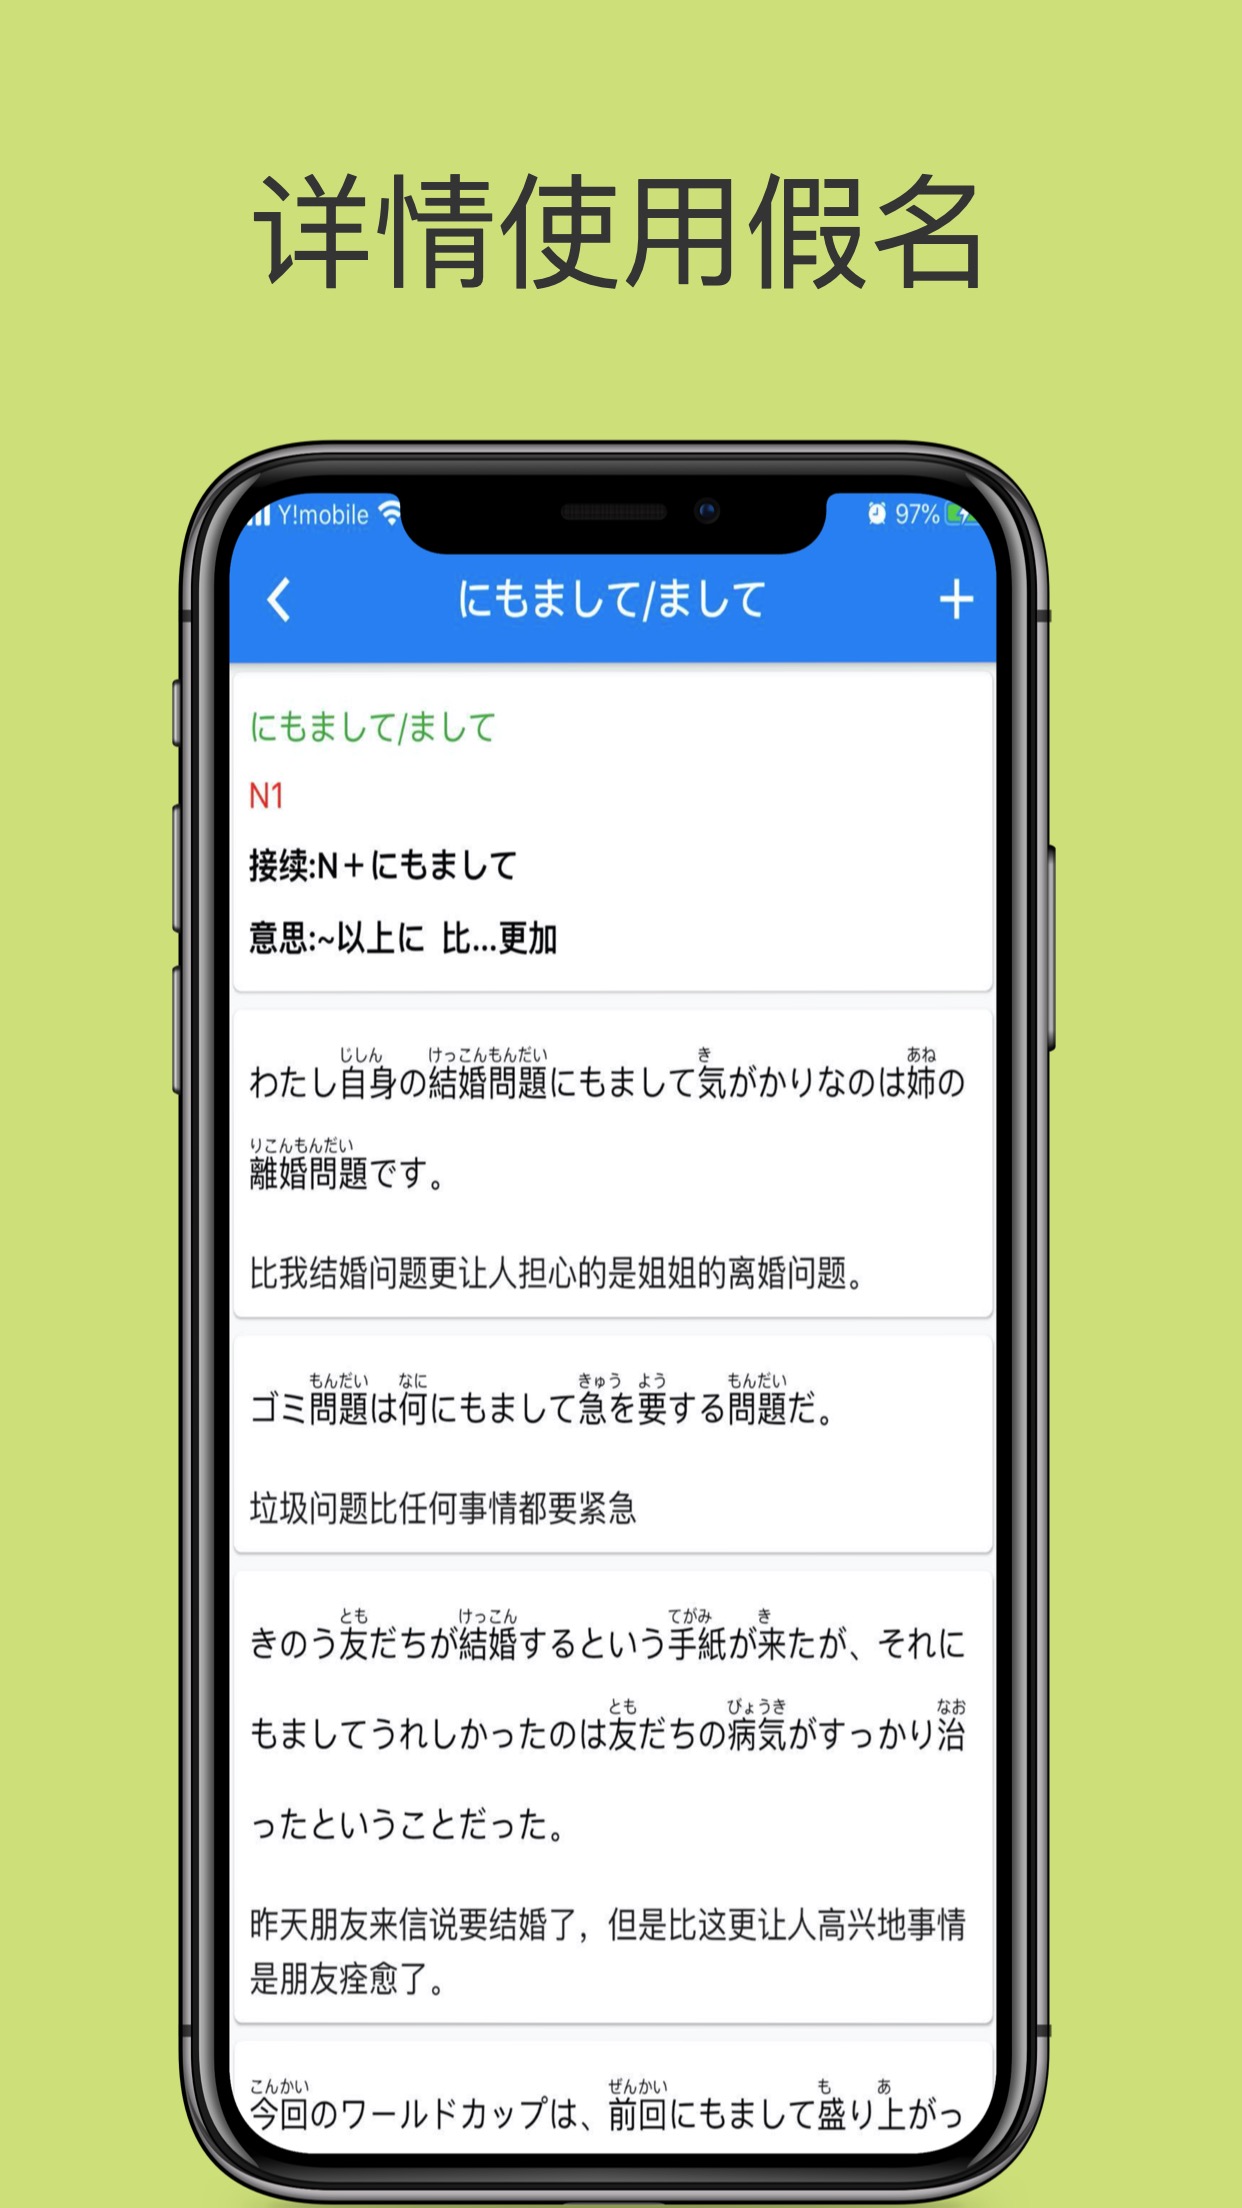 详情使用假名
Y!mobile
97%
にもまして/まして
にもまして/まして
N1
接续:N＋にもまして
意思:~以上に 比...更加
じしん けっこんもんだい き あね
わたし自身の結婚問題にもまして気がかりなのは姉の
りこんもんだい
離婚問題です。
比我结婚问题更让人担心的是姐姐的离婚问题。
もんだい なに きゅう よう もんだい
ゴミ問題は何にもまして急を要する問題だ。
垃圾问题比任何事情都要紧急
とも けっこん てがみ き
きのう友だちが結婚するという手紙が来たが、それに
とも びょうき なお
もましてうれしかったのは友だちの病気がすっかり治
ったということだった。
昨天朋友来信说要结婚了，但是比这更让人高兴地事情
是朋友痊愈了。
こんかい ぜんかい も あ
今回のワールドカップは、前回にもまして盛り上がっ